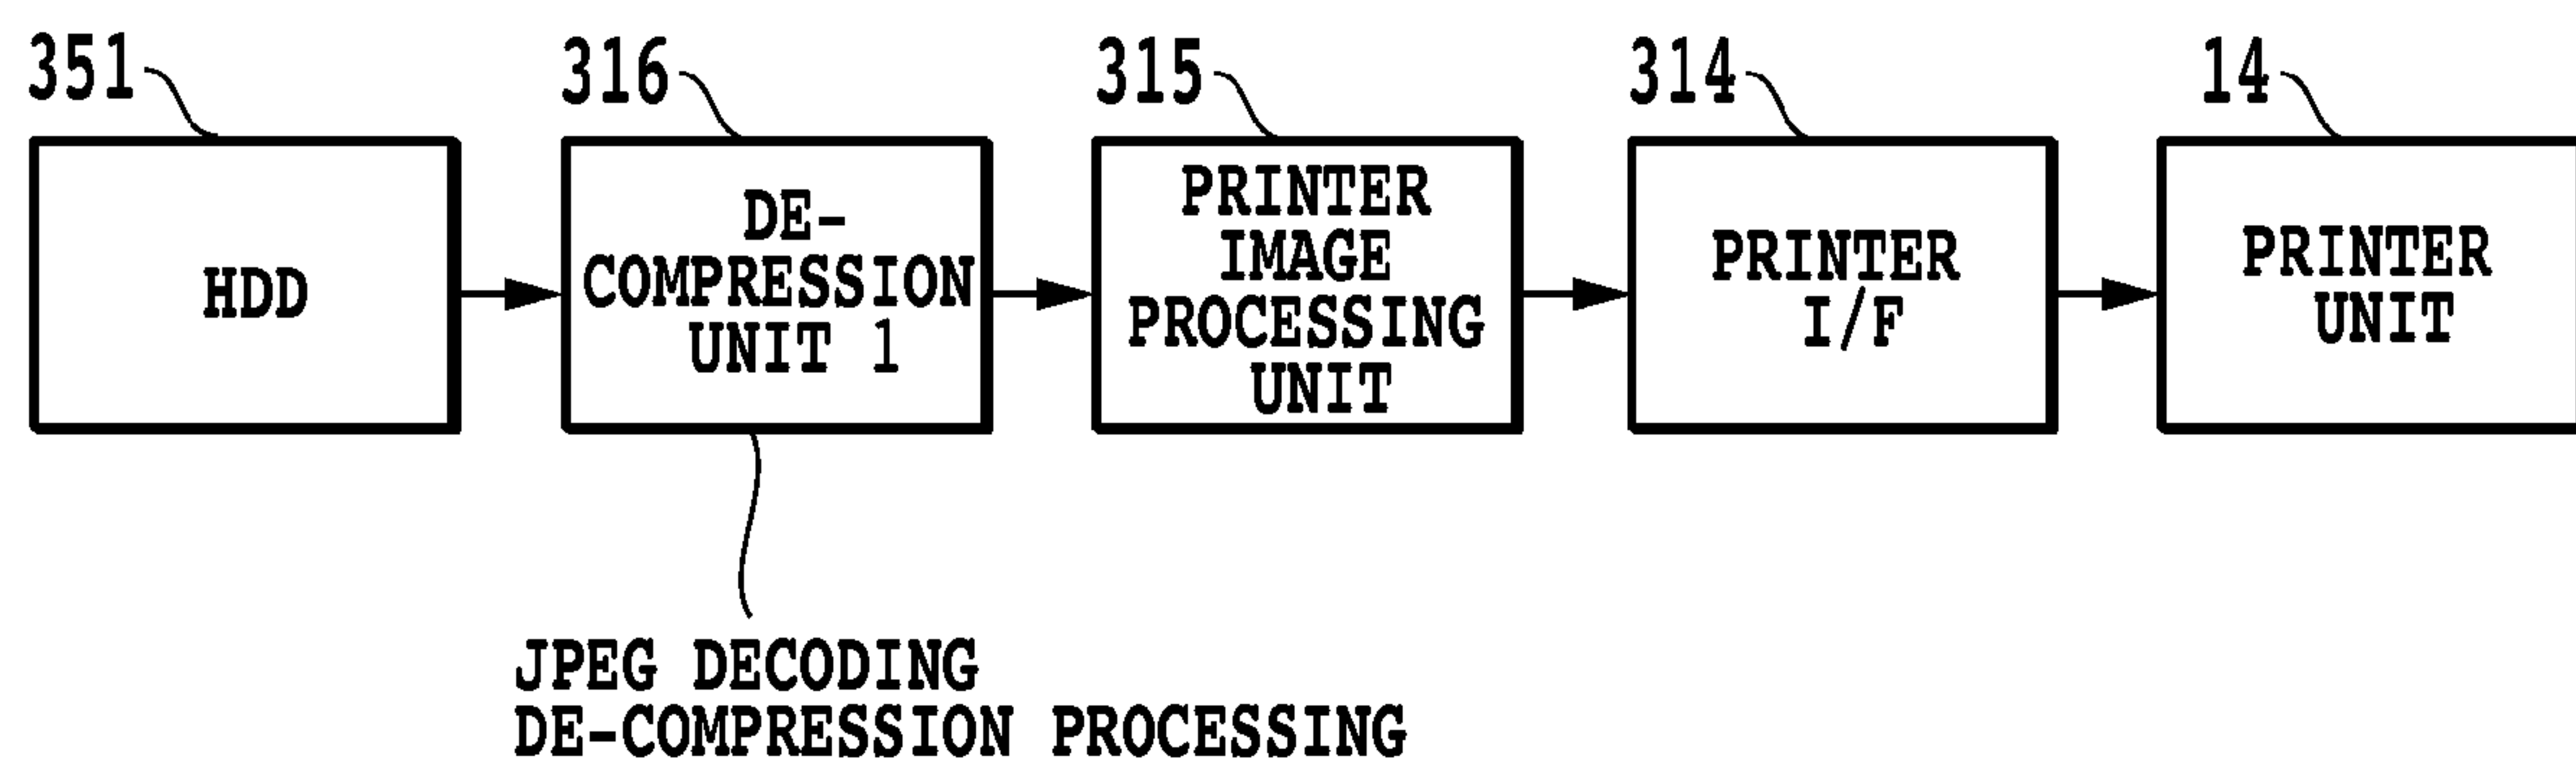 351
316
315
314
14
HDD
DE-
COMPRESSION
UNIT 1
PRINTER
IMAGE
PROCESSING
UNIT
PRINTER
I/F
PRINTER
UNIT
JPEG DECODING
DE-COMPRESSION PROCESSING